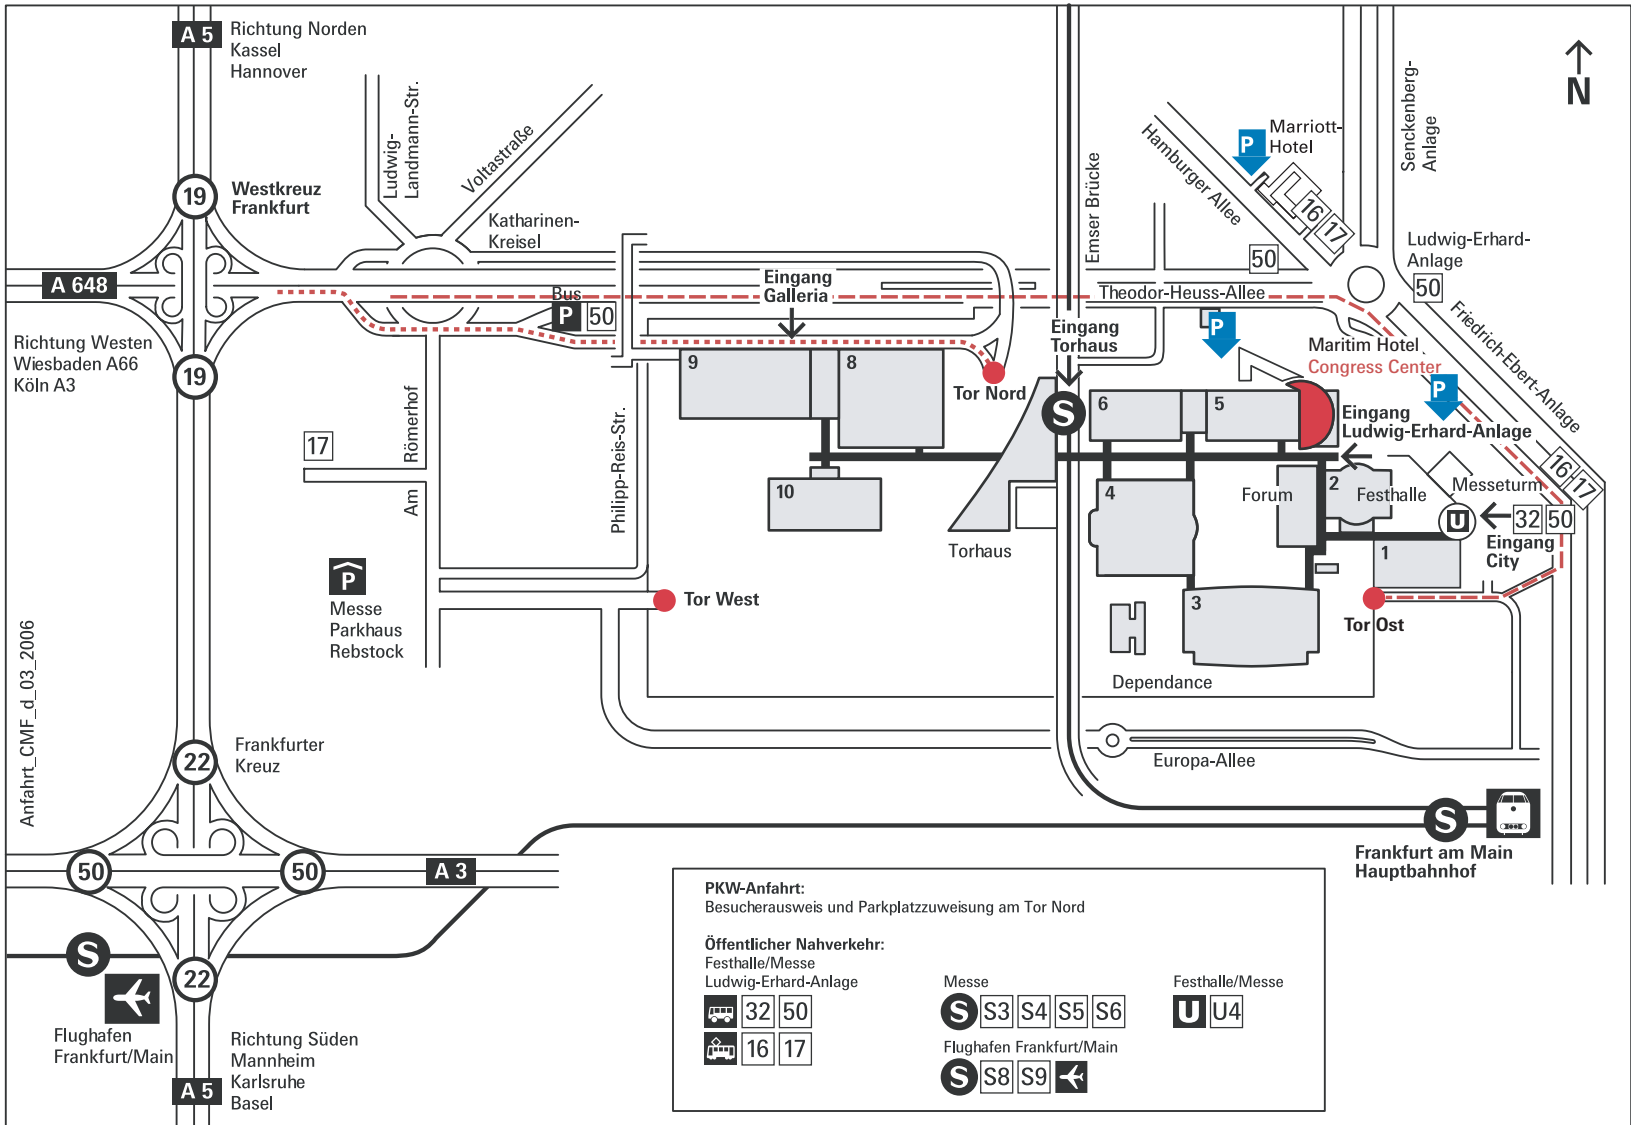 A 5
Richtung Norden
Kassel
Hannover
Ludwig-
Landmann-Str.
Voltastraße
Katharinen-
Kreisel
19
Westkreuz
Frankfurt
A 648
Richtung Westen
Wiesbaden A66
Köln A3
19
Bus
P
50
Eingang
Galleria
Emser Brücke
Hamburger Allee
P
Marriott-
Hotel
16
17
Senckenberg-
Anlage
N
Ludwig-Erhard-
Anlage
50
50
Theodor-Heuss-Allee
Friedrich-Ebert-Anlage
Eingang
Torhaus
P
Maritim Hotel
Congress Center
P
Eingang
Ludwig-Erhard-Anlage
9
8
Tor Nord
S
6
5
17
Am Römerhof
Philipp-Reis-Str.
10
Torhaus
4
Forum
2
Festhalle
Messeturm
16
17
U
32
50
Eingang
City
1
P
Messe
Parkhaus
Rebstock
Tor West
3
Tor Ost
Dependance
Europa-Allee
Anfahrt_CMF_d_03_2006
22
Frankfurter
Kreuz
50
50
A 3
S
22
Flughafen
Frankfurt/Main
Richtung Süden
Mannheim
Karlsruhe
Basel
A 5
S
Frankfurt am Main
Hauptbahnhof
PKW-Anfahrt:
Besucherausweis und Parkplatzzuweisung am Tor Nord
Öffentlicher Nahverkehr:
Festhalle/Messe
Ludwig-Erhard-Anlage
32 50
16 17
Messe
S S3 S4 S5 S6
Flughafen Frankfurt/Main
S S8 S9
Festhalle/Messe
U U4